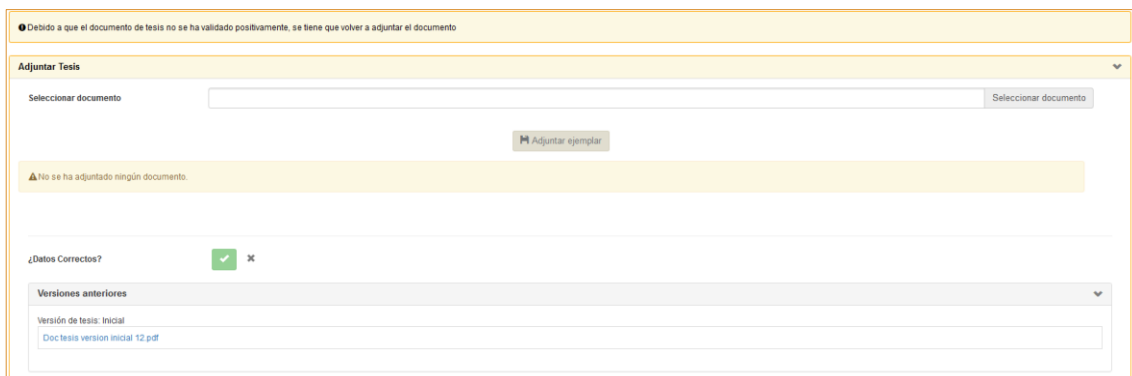 Debido a que el documento de tesis no se ha validado positivamente, se tiene que volver a adjuntar el documento
Adjuntar Tesis
Seleccionar documento
Seleccionar documento
Adjuntar ejemplar
No se ha adjuntado ningún documento.
¿Datos Correctos?
Versiones anteriores
Versión de tesis: Inicial
Doc tesis version inicial 12.pdf